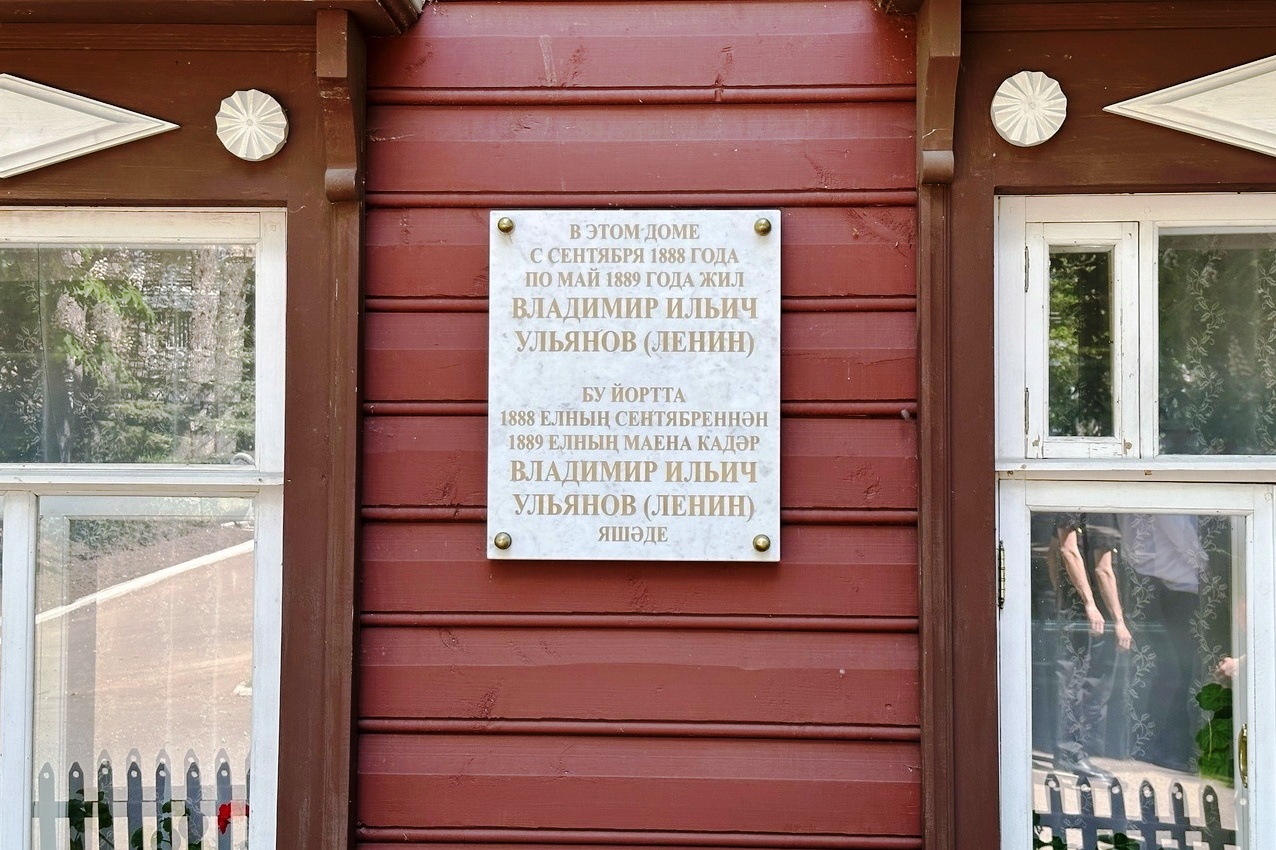 В ЭТОМ ДОМЕ
С СЕНТЯБРЯ 1888 ГОДА
ПО МАЙ 1889 ГОДА ЖИЛ
ВЛАДИМИР ИЛЬИЧ
УЛЬЯНОВ (ЛЕНИН)
БУ ЙОРТТА
1888 ЕЛНЫҢ СЕНТЯБРЕННӘН
1889 ЕЛНЫҢ МАЕНА КАДӘР
ВЛАДИМИР ИЛЬИЧ
УЛЬЯНОВ (ЛЕНИН)
ЯШӘДЕ